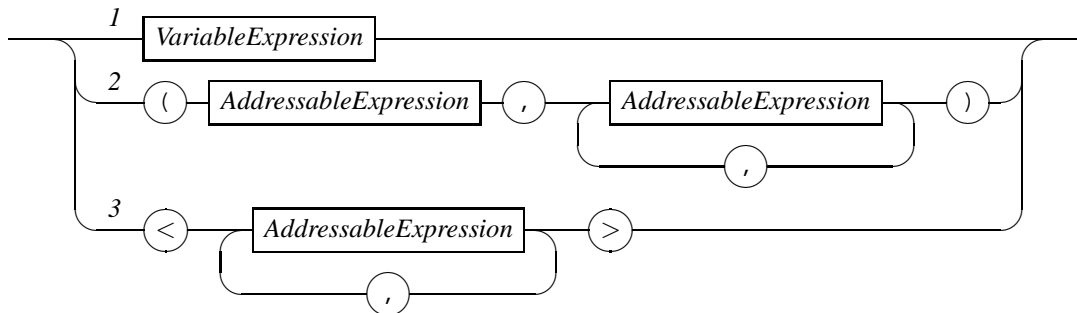 1 VariableExpression
2 ( AddressableExpression , AddressableExpression )
,
3 < AddressableExpression >
,